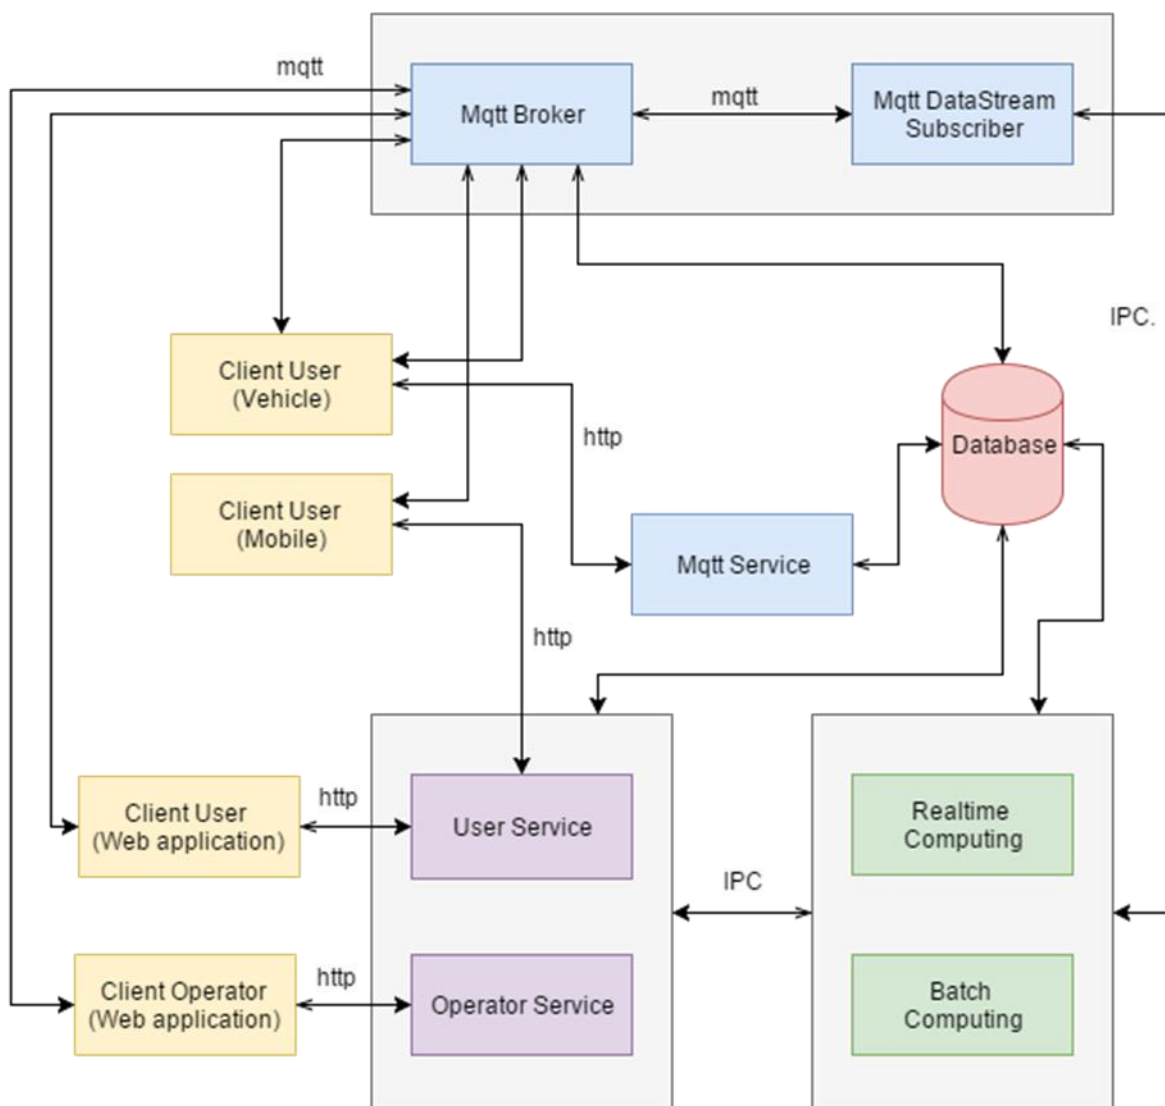 mqtt
Mqtt Broker
mqtt
Mqtt DataStream
Subscriber
IPC.
Client User
(Vehicle)
http
Database
Client User
(Mobile)
Mqtt Service
http
Client User
(Web application)
http
User Service
Realtime
Computing
IPC
Client Operator
(Web application)
http
Operator Service
Batch
Computing